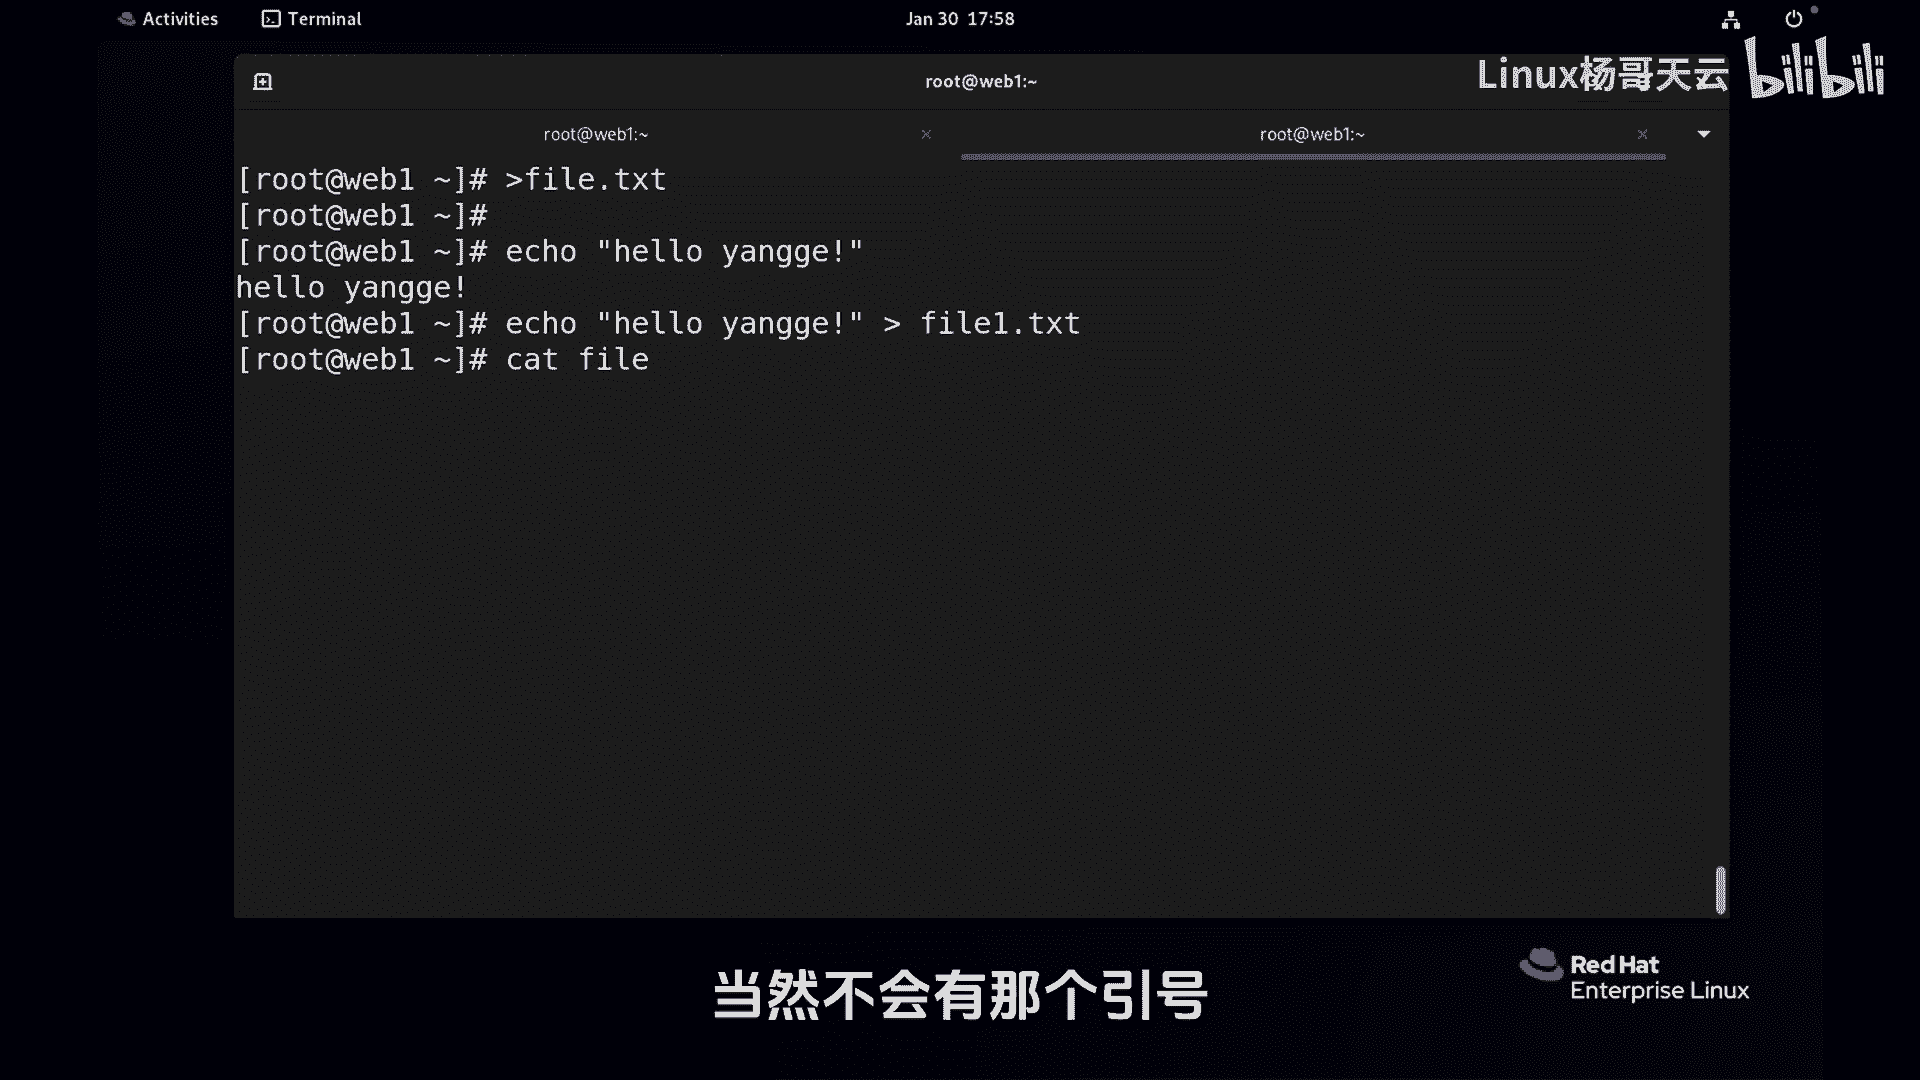 Activities Terminal Jan 30 17:58
root@web1:~
Linux杨哥天云 bilibili
root@web1:~ root@web1:~
[root@web1 ~]# >file.txt
[root@web1 ~]#
[root@web1 ~]# echo "hello yangge!"
hello yangge!
[root@web1 ~]# echo "hello yangge!" > file1.txt
[root@web1 ~]# cat file
当然不会有那个引号
Red Hat
Enterprise Linux